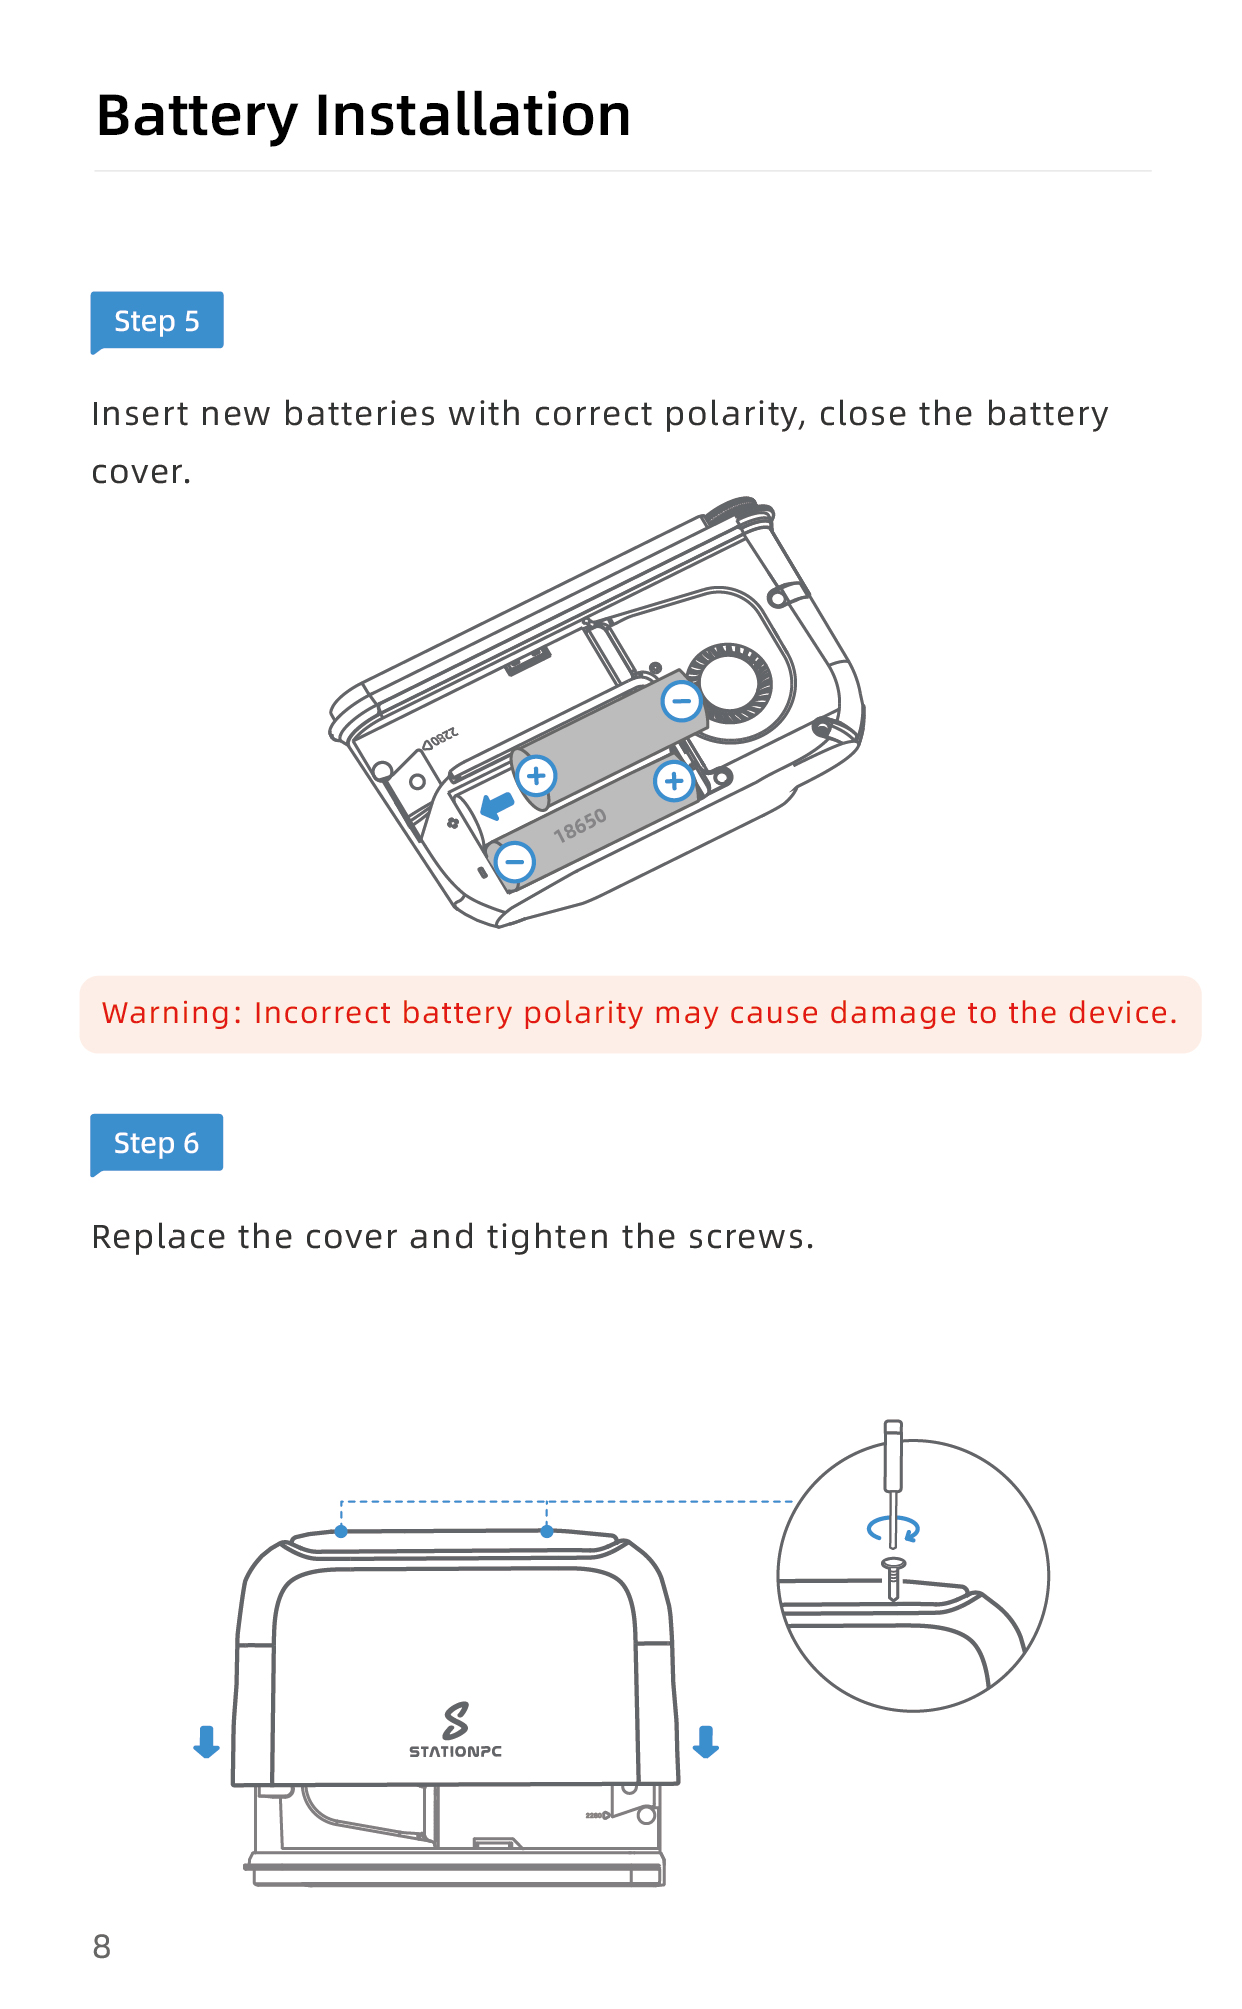 Battery Installation
Step 5
Insert new batteries with correct polarity, close the battery
cover.
2280
18650
Warning: Incorrect battery polarity may cause damage to the device.
Step 6
Replace the cover and tighten the screws.
STATIONPC
2280
8